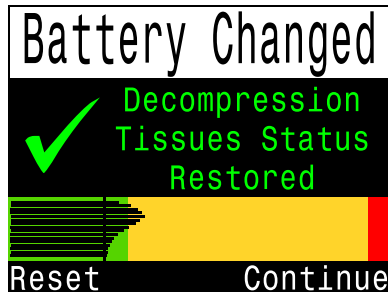 Battery Changed
Decompression
Tissues Status
Restored
Reset Continue